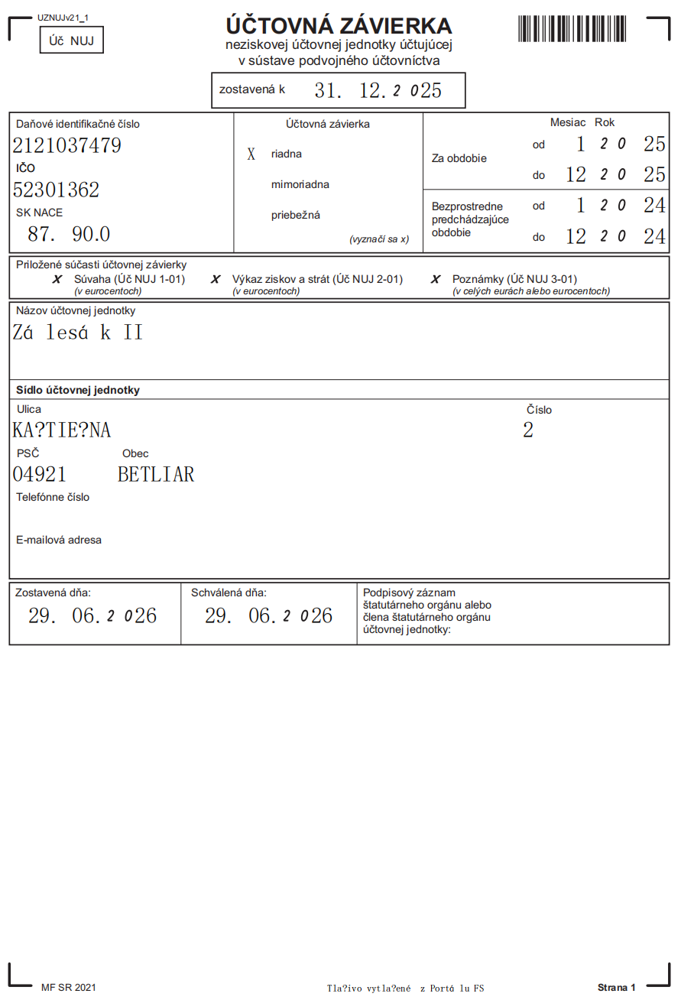 UZNUJv21_1
Úč NUJ
ÚČTOVNÁ ZÁVIERKA
neziskovej účtovnej jednotky účtujúcej
v sústave podvojného účtovníctva
zostavená k 31. 12. 2 0 25
Daňové identifikačné číslo
2121037479
IČO
52301362
SK NACE
87. 90.0
Účtovná závierka
X riadna
mimoriadna
priebežná
(vyznačí sa x)
Mesiac Rok
Za obdobie
od 1 2 0 25
do 12 2 0 25
Bezprostredne
predchádzajúce
obdobie
od 1 2 0 24
do 12 2 0 24
Priložené súčasti účtovnej závierky
x Súvaha (Úč NUJ 1-01) x Výkaz ziskov a strát (Úč NUJ 2-01) x Poznámky (Úč NUJ 3-01)
(v eurocentoch) (v eurocentoch) (v celých eurách alebo eurocentoch)
Názov účtovnej jednotky
Zá lesá k II
Sídlo účtovnej jednotky
Ulica Číslo
KA?TIE?NA 2
PSČ Obec
04921 BETLIAR
Telefónne číslo
E-mailová adresa
Zostavená dňa:
29. 06. 2 0 26
Schválená dňa:
29. 06. 2 0 26
Podpisový záznam
štatutárneho orgánu alebo
člena štatutárneho orgánu
účtovnej jednotky:
MF SR 2021 Tla?ivo vytla?ené z Portá lu FS Strana 1